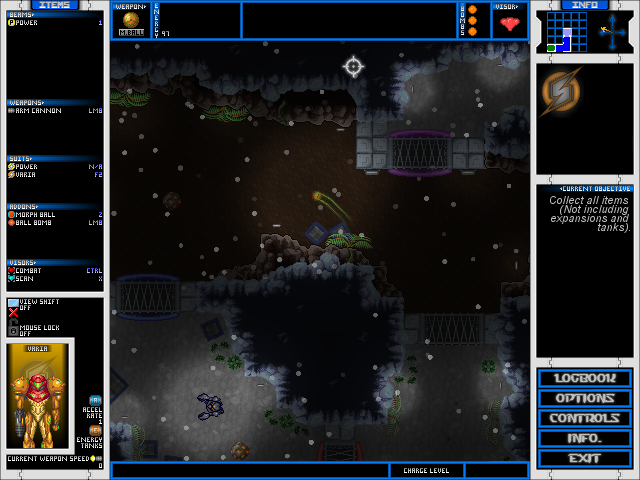 ITEMS
BEAMS
POWER 1
WEAPONS
ARM CANNON LMB
SUITS
POWER N/A
VARIA F2
ADDONS
MORPH BALL 2
BALL BOMB LMB
VISORS
COMBAT CTRL
SCAN X
VIEW SHIFT
OFF
MOUSE LOCK
OFF
VARIA
ACCEL
RATE
1
ENERGY
TANKS
CURRENT WEAPON SPEED
0
WEAPON
M.BALL
ENERGY
97
BOMBS
VISOR
CHARGE LEVEL
INFO
CURRENT OBJECTIVE
Collect all items
(Not including
expansions and
tanks).
LOGBOOK
OPTIONS
CONTROLS
INFO.
EXIT